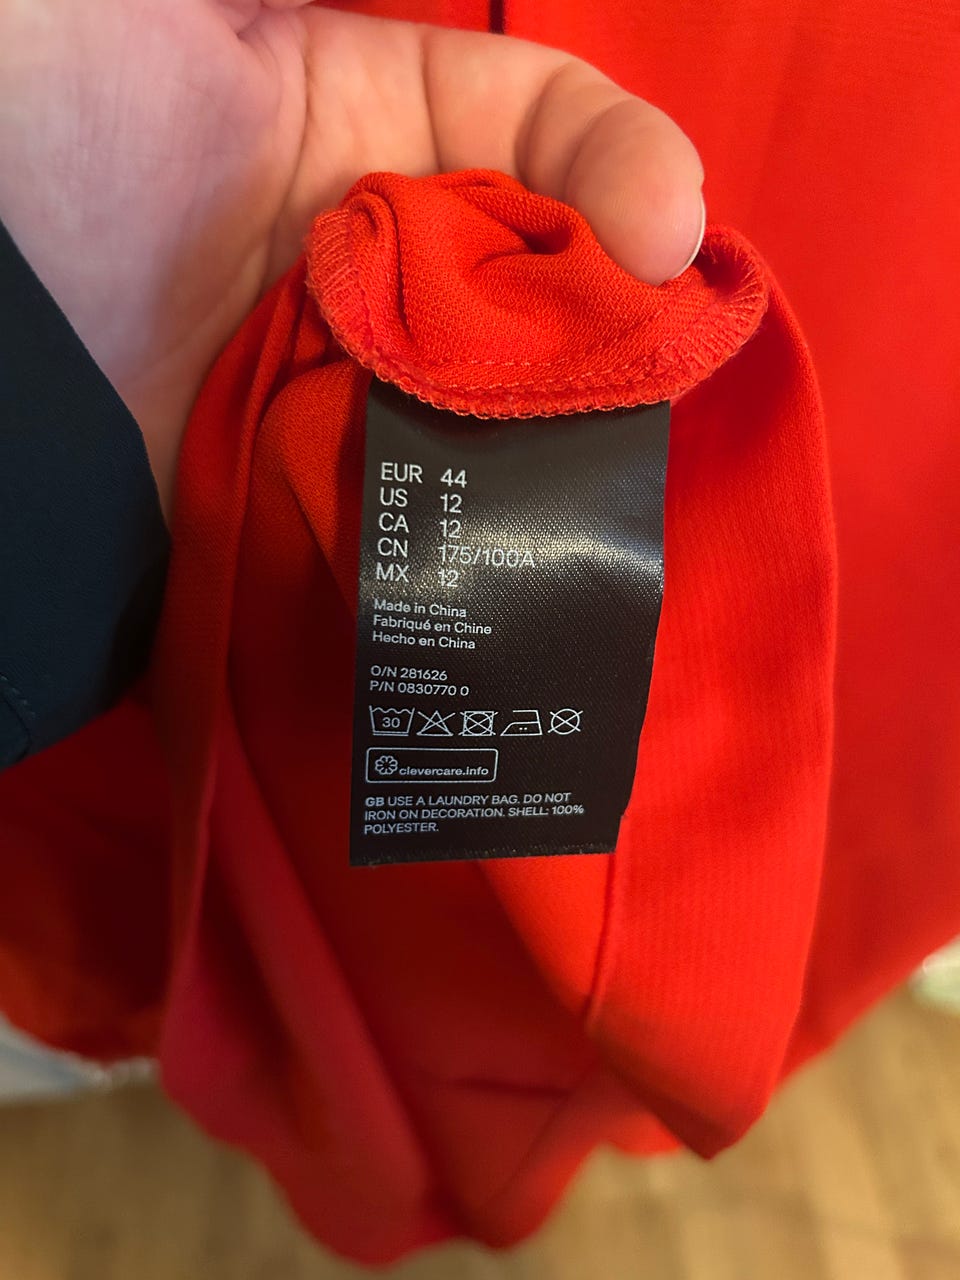 EUR 44
US 12
CA 12
CN 175/100A
MX 12
Made in China
Fabriqué en Chine
Hecho en China
O/N 281626
P/N 0830770 0
30
clevercare.info
GB USE A LAUNDRY BAG. DO NOT
IRON ON DECORATION. SHELL: 100%
POLYESTER.